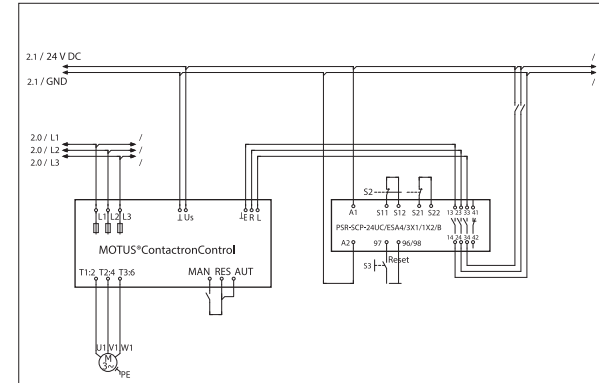 2.1 / 24 V DC /
2.1 / GND /
2.0 / L1 /
2.0 / L2 /
2.0 / L3 /
L1 L2 L3 ⊥ Us ⊥E R L
MOTUS®ContactronControl
T1:2 T2:4 T3:6 MAN RES AUT
U1 V1 W1
M
3~
PE
S2
A1 S11 S12 S21 S22 13 23 33 41
PSR-SCP-24UC/ESA4/3X1/1X2/B
A2 97 96/98 14 24 34 42
Reset
S3